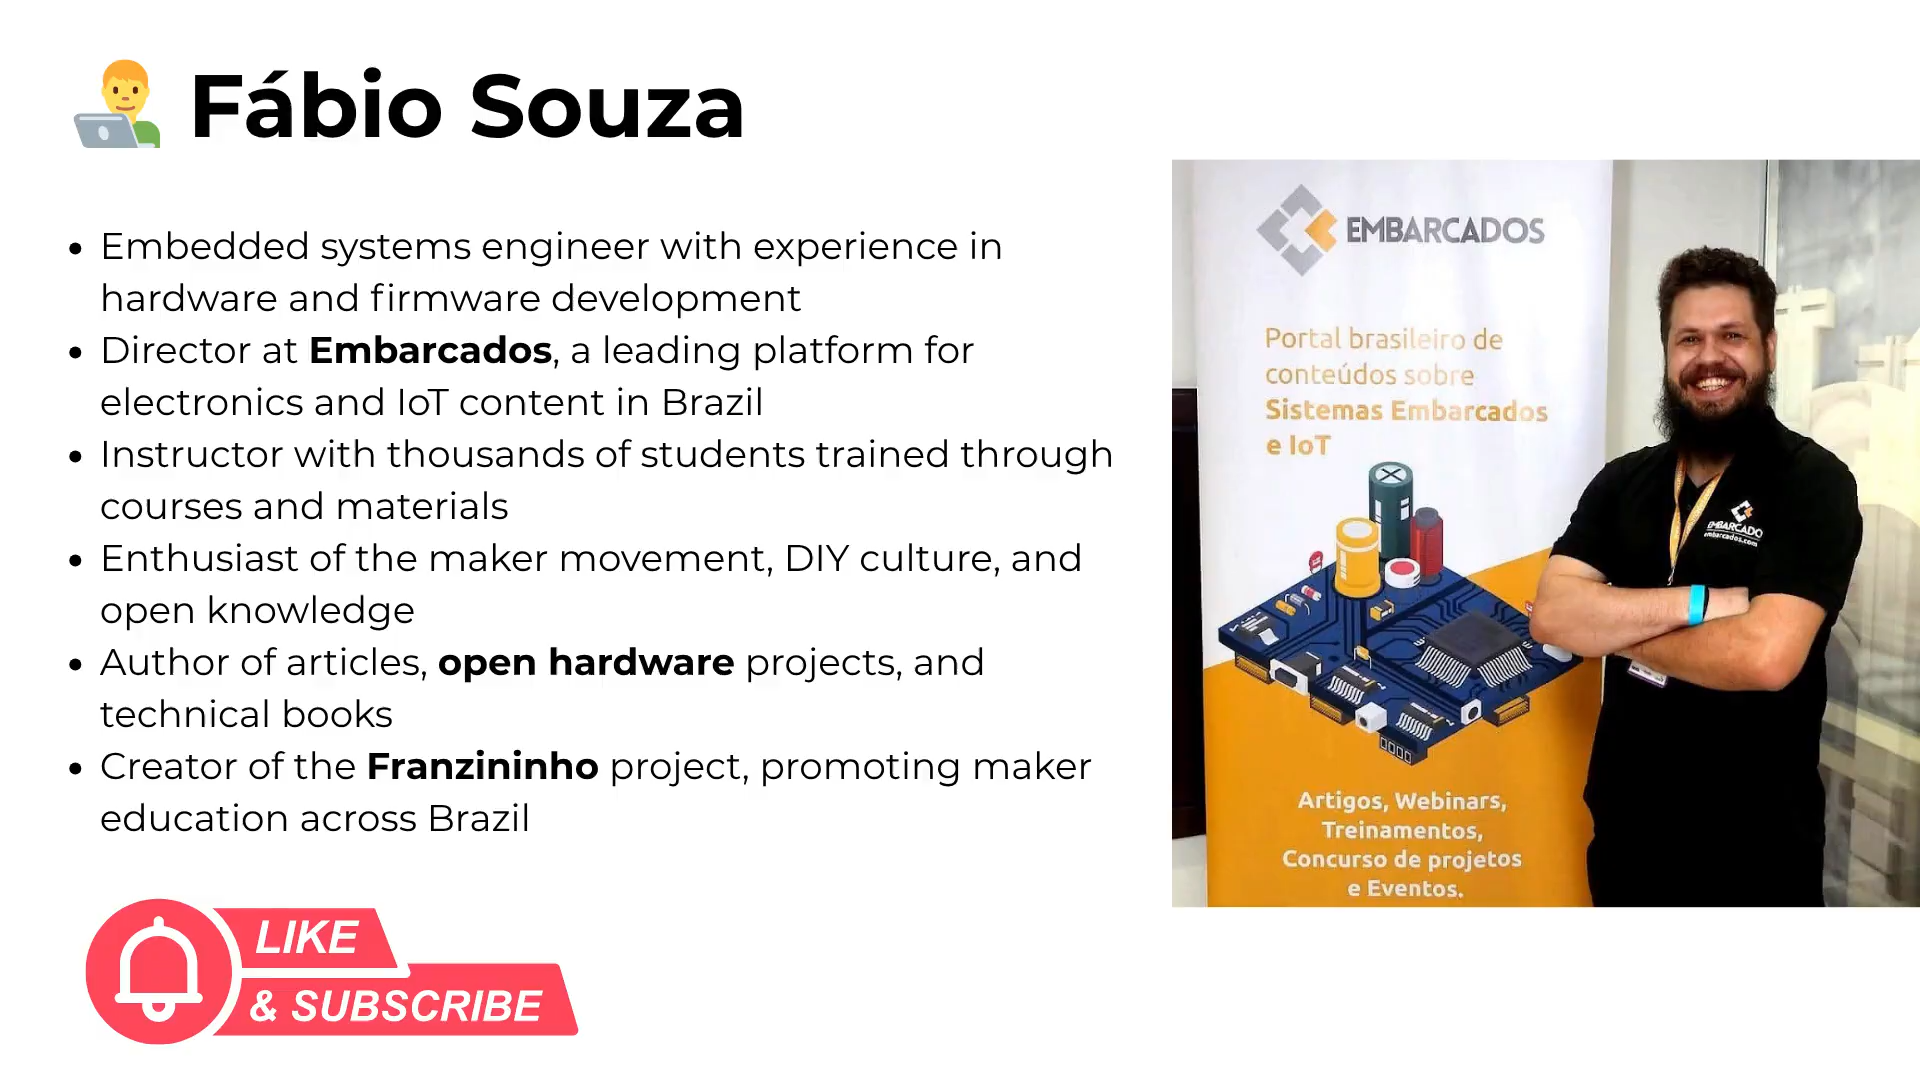 Fábio Souza
• Embedded systems engineer with experience in
hardware and firmware development
• Director at Embarcados, a leading platform for
electronics and IoT content in Brazil
• Instructor with thousands of students trained through
courses and materials
• Enthusiast of the maker movement, DIY culture, and
open knowledge
• Author of articles, open hardware projects, and
technical books
• Creator of the Franzininho project, promoting maker
education across Brazil
LIKE
& SUBSCRIBE
EMBARCADOS
Portal brasileiro de
conteúdos sobre
Sistemas Embarcados
e IoT
Artigos, Webinars,
Treinamentos,
Concurso de projetos
e Eventos.
EMBARCADO
embarcados.com